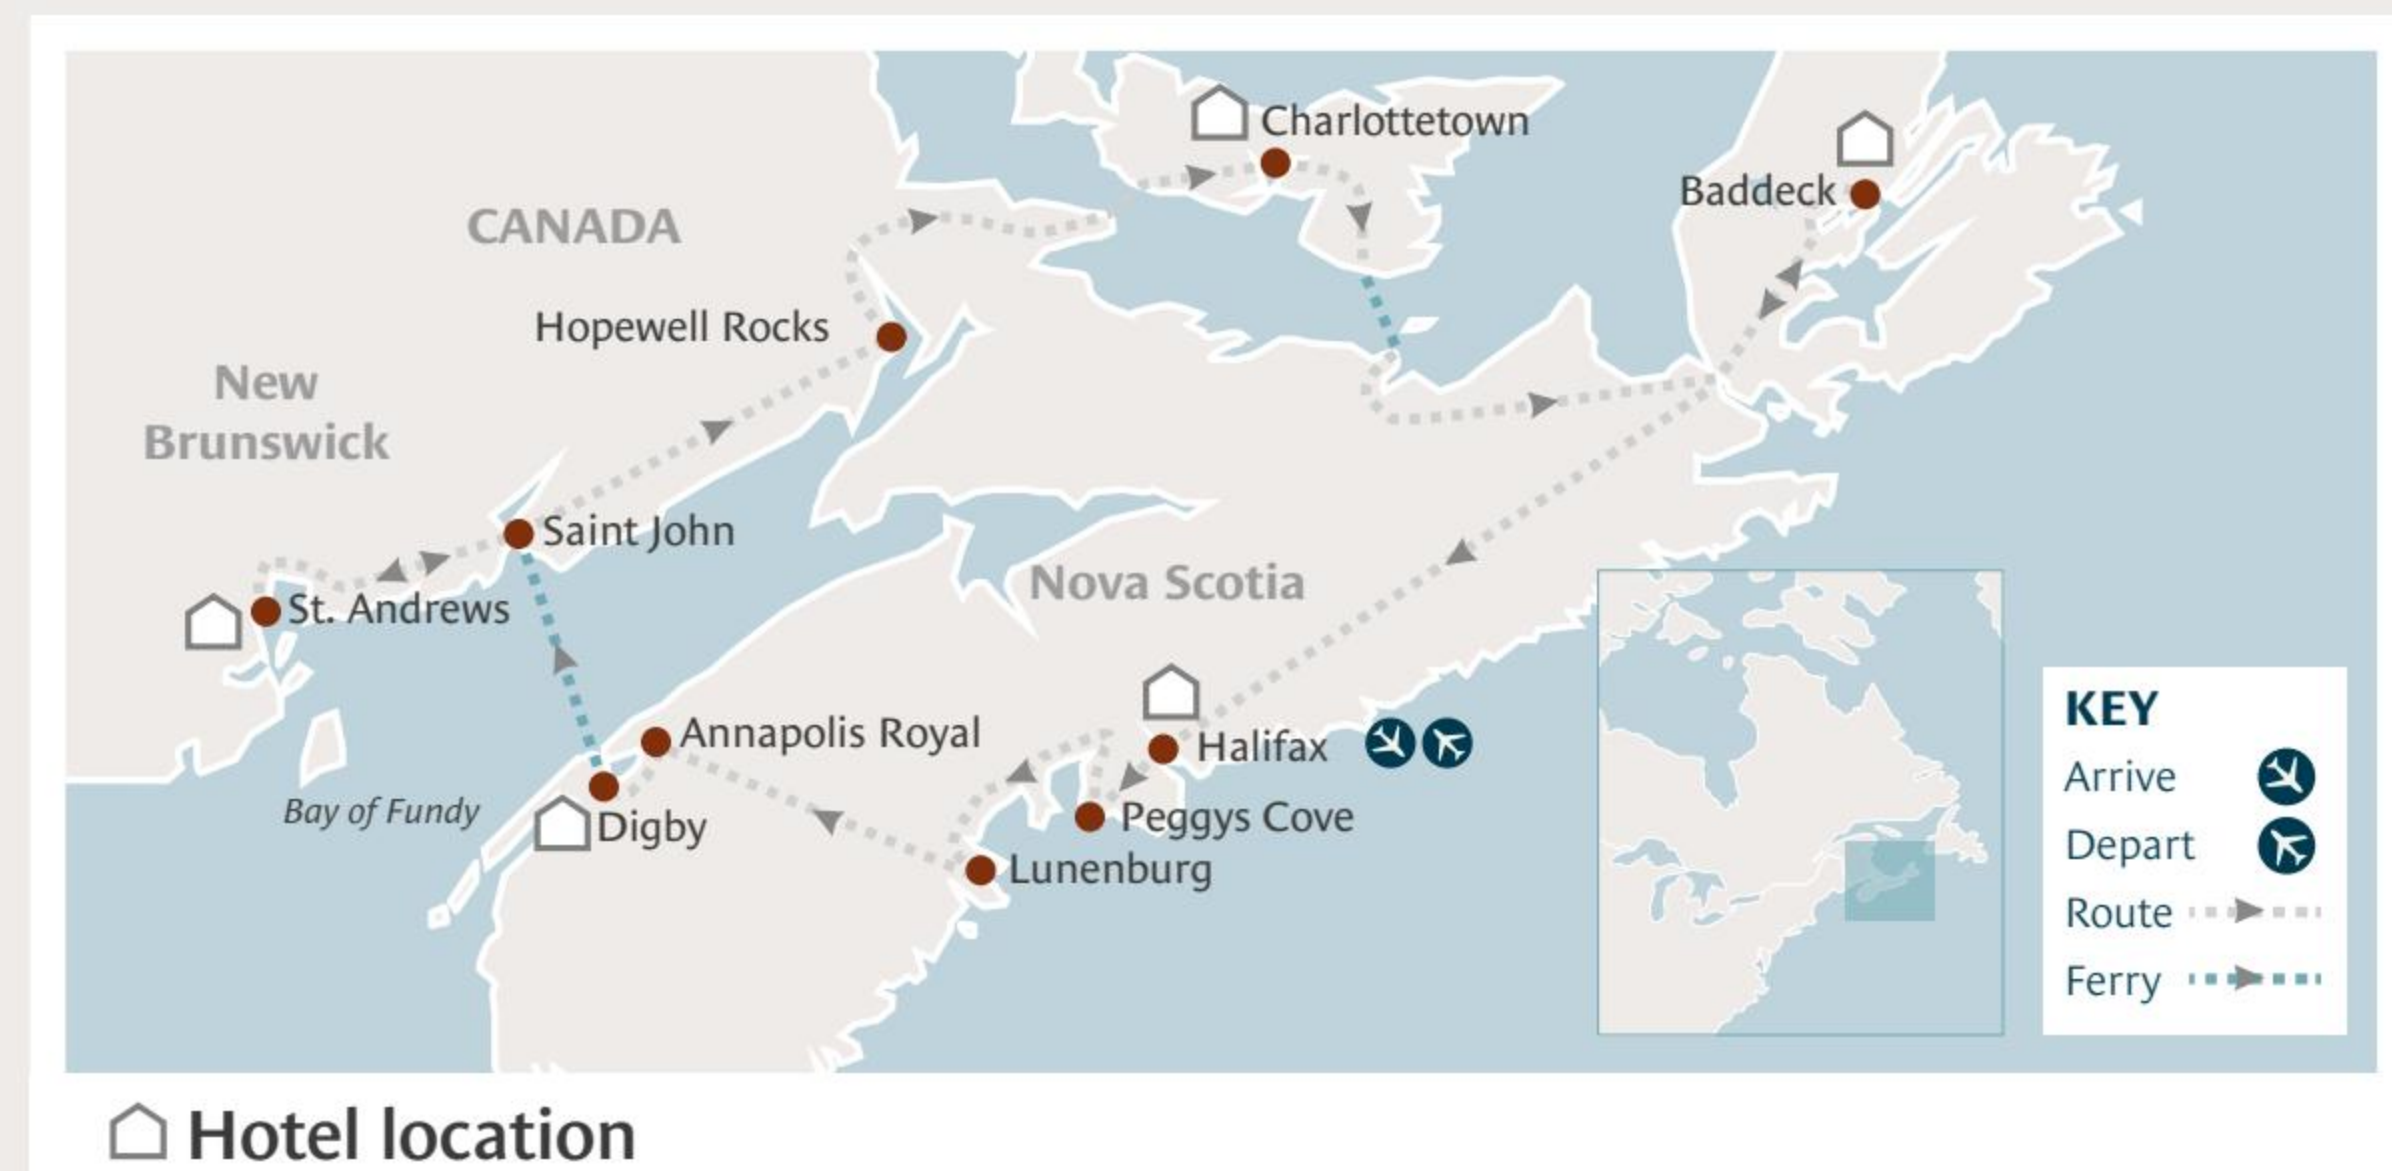 Charlottetown
Baddeck
CANADA
Hopewell Rocks
New
Brunswick
Saint John
Nova Scotia
St. Andrews
Annapolis Royal
Halifax
Bay of Fundy
Digby
Peggys Cove
Lunenburg
KEY
Arrive
Depart
Route
Ferry
Hotel location